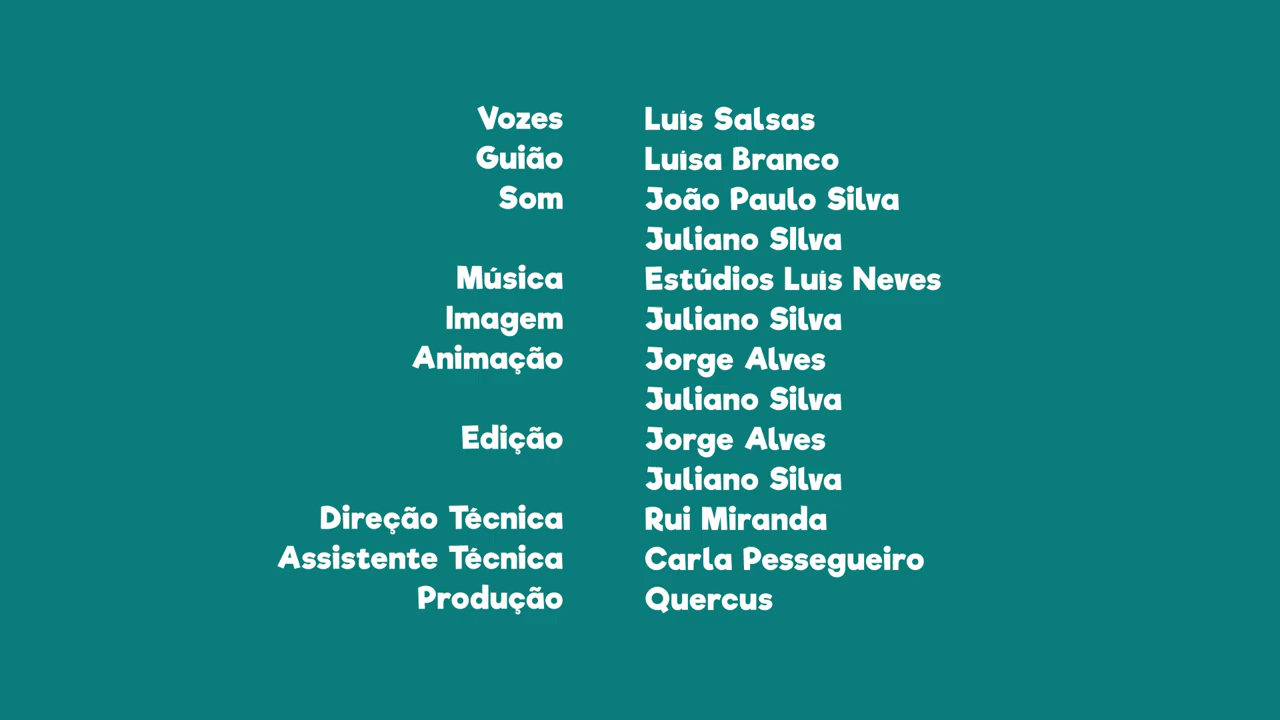 Vozes Luís Salsas
Guião Luísa Branco
Som João Paulo Silva
Juliano SIlva
Música Estúdios Luís Neves
Imagem Juliano Silva
Animação Jorge Alves
Juliano Silva
Edição Jorge Alves
Juliano Silva
Direção Técnica Rui Miranda
Assistente Técnica Carla Pessegueiro
Produção Quercus